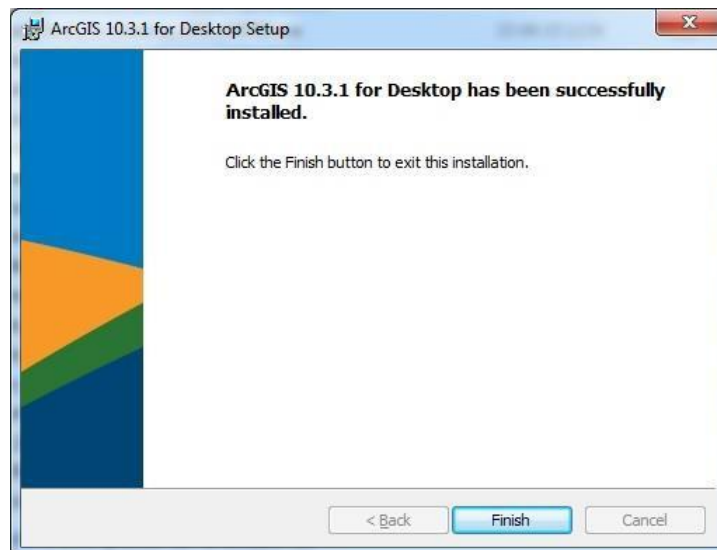 ArcGIS 10.3.1 for Desktop Setup
ArcGIS 10.3.1 for Desktop has been successfully
installed.
Click the Finish button to exit this installation.
< Back
Finish
Cancel